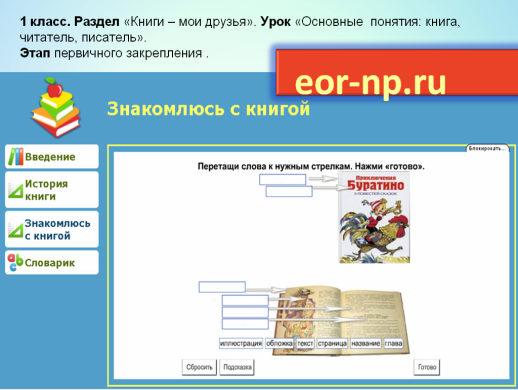 1 класс. Раздел «Книги – мои друзья». Урок «Основные понятия: книга,
читатель, писатель».
Этап первичного закрепления .
eor-np.ru
Знакомлюсь с книгой
Блокировать...
Введение
История
книги
Знакомлюсь
с книгой
Словарик
Перетащи слова к нужным стрелкам. Нажми «готово».
Приключения
Буратино
иллюстрация обложка текст страница название глава
Сбросить Подсказка Готово